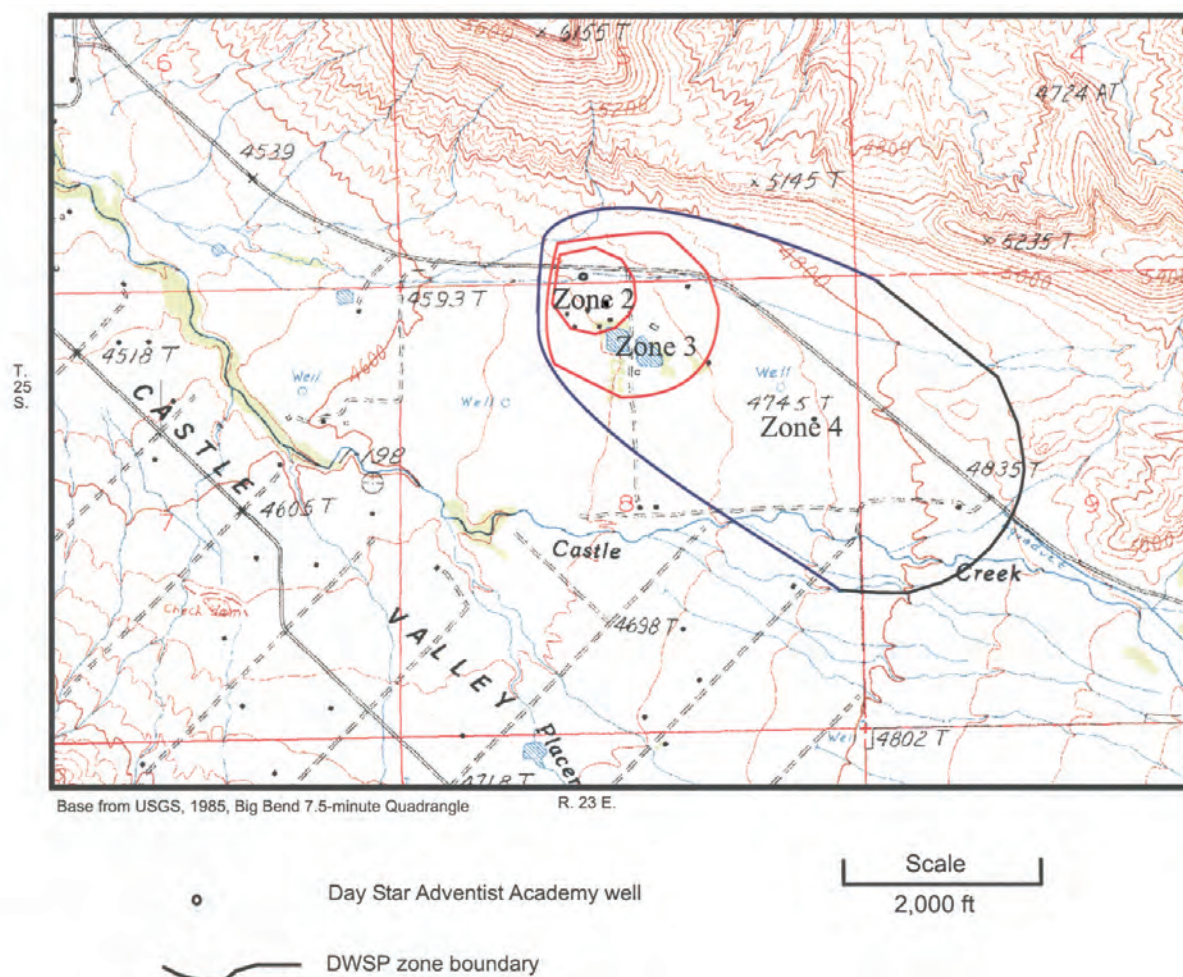 6155 T
6
4724 AT
4539
5145 T
5235 T
4800
5000
4593 T
Zone 2
T.
25
S.
4518 T
4600
Well
Well
Zone 3
Well
4745 T
Zone 4
CASTLE
198
4835 T
4605 T
7
8
9
Castle
Creek
Check dams
VALLEY
4698 T
Placer
Well
4802 T
4718 T
Base from USGS, 1985, Big Bend 7.5-minute Quadrangle
R. 23 E.
Scale
2,000 ft
Day Star Adventist Academy well
DWSP zone boundary